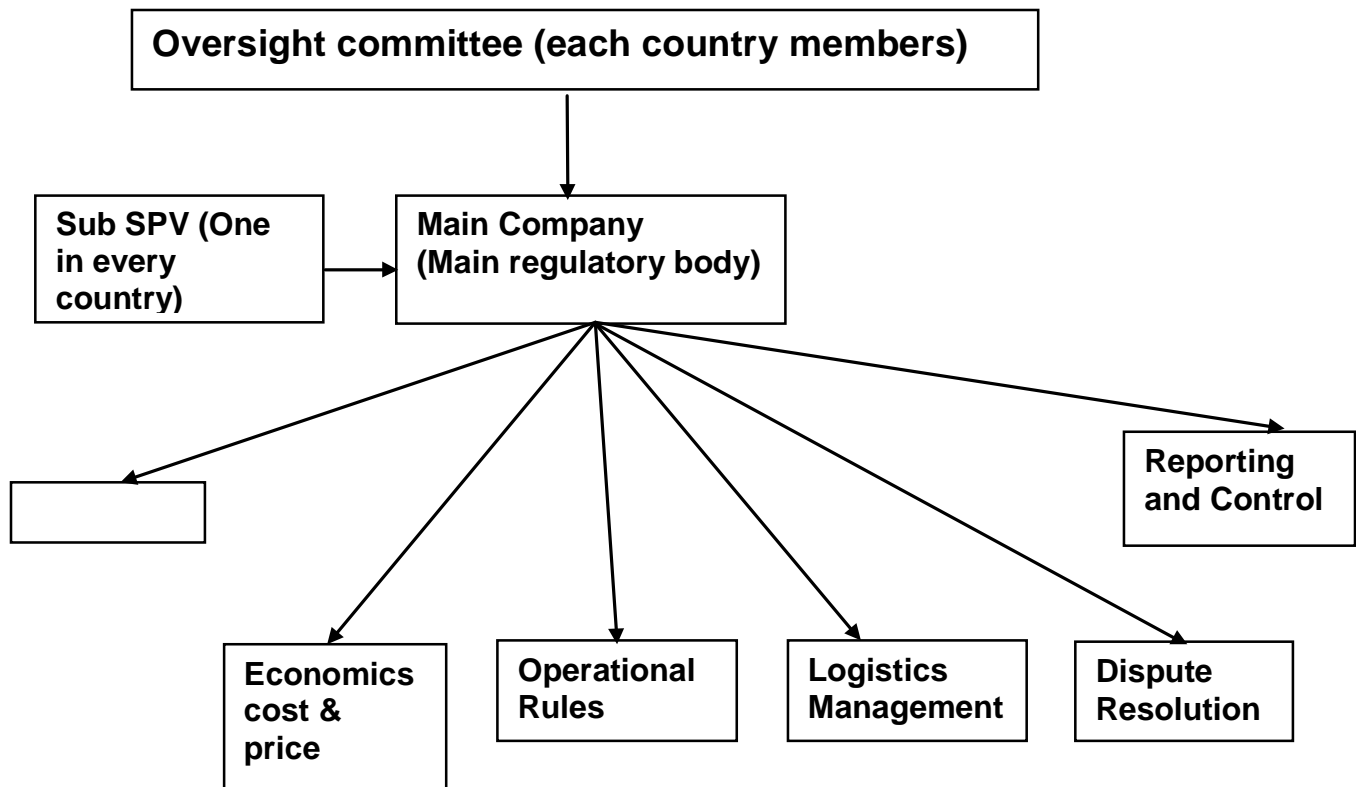 Oversight committee (each country members)
Sub SPV (One
in every
country)
Main Company
(Main regulatory body)
Reporting
and Control
Economics
cost &
price
Operational
Rules
Logistics
Management
Dispute
Resolution